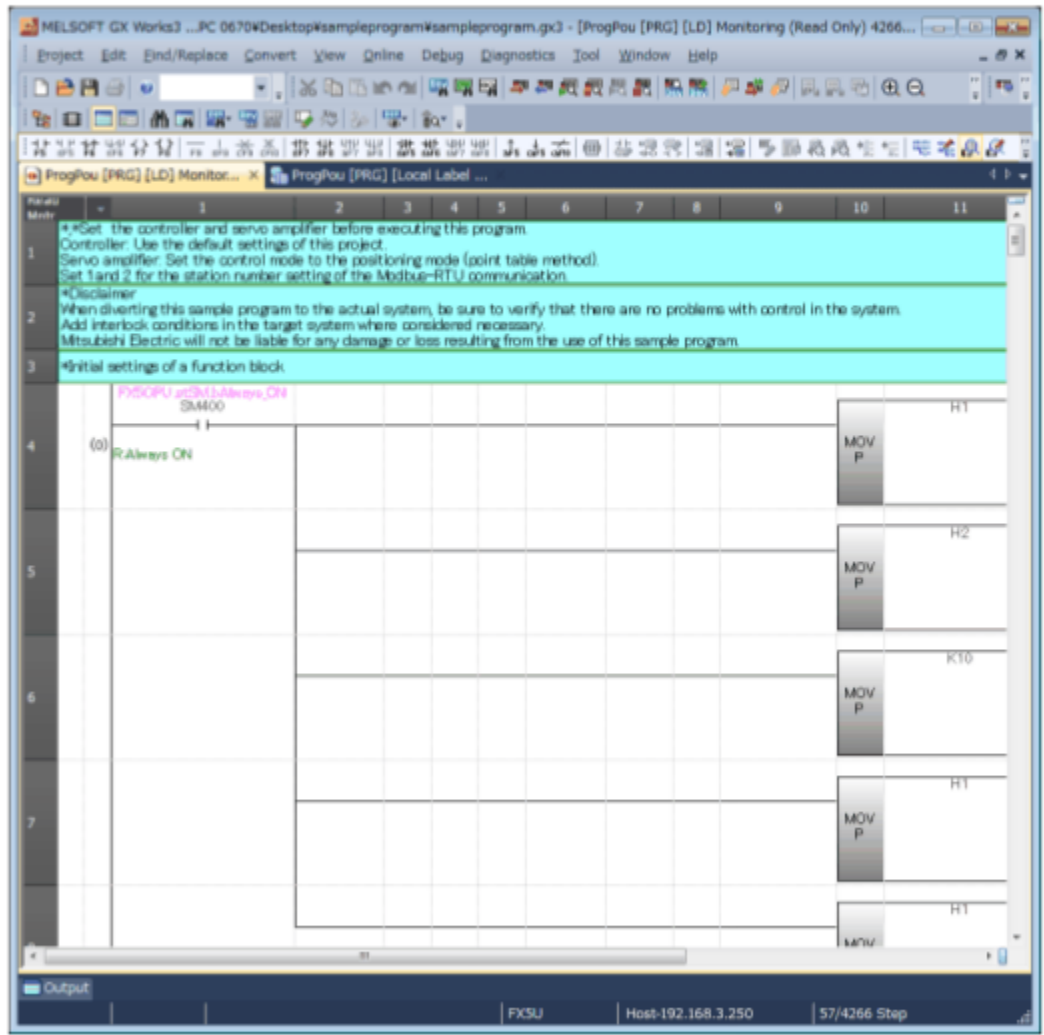 MELSOFT GX Works3 ...PC 0670¥Desktop¥sampleprogram¥sampleprogram.gx3 - [ProgPou [PRG] [LD] Monitoring (Read Only) 4266...
Project Edit Find/Replace Convert View Online Debug Diagnostics Tool Window Help
ProgPou [PRG] [LD] Monitor... ProgPou [PRG] [Local Label ...
1 2 3 4 5 6 7 8 9 10 11
1
*,*Set the controller and servo amplifier before executing this program.
Controller: Use the default settings of this project.
Servo amplifier: Set the control mode to the positioning mode (point table method).
Set 1and 2 for the station number setting of the Modbus-RTU communication.
2
*Disclaimer
When diverting this sample program to the actual system, be sure to verify that there are no problems with control in the system.
Add interlock conditions in the target system where considered necessary.
Mitsubishi Electric will not be liable for any damage or loss resulting from the use of this sample program.
3 *Initial settings of a function block
SM400
H1
4 (0) MOV
P
R:Always ON
H2
5 MOV
P
K10
6 MOV
P
H1
7 MOV
P
H1
MOV
Output
FX5U Host-192.168.3.250 57/4266 Step